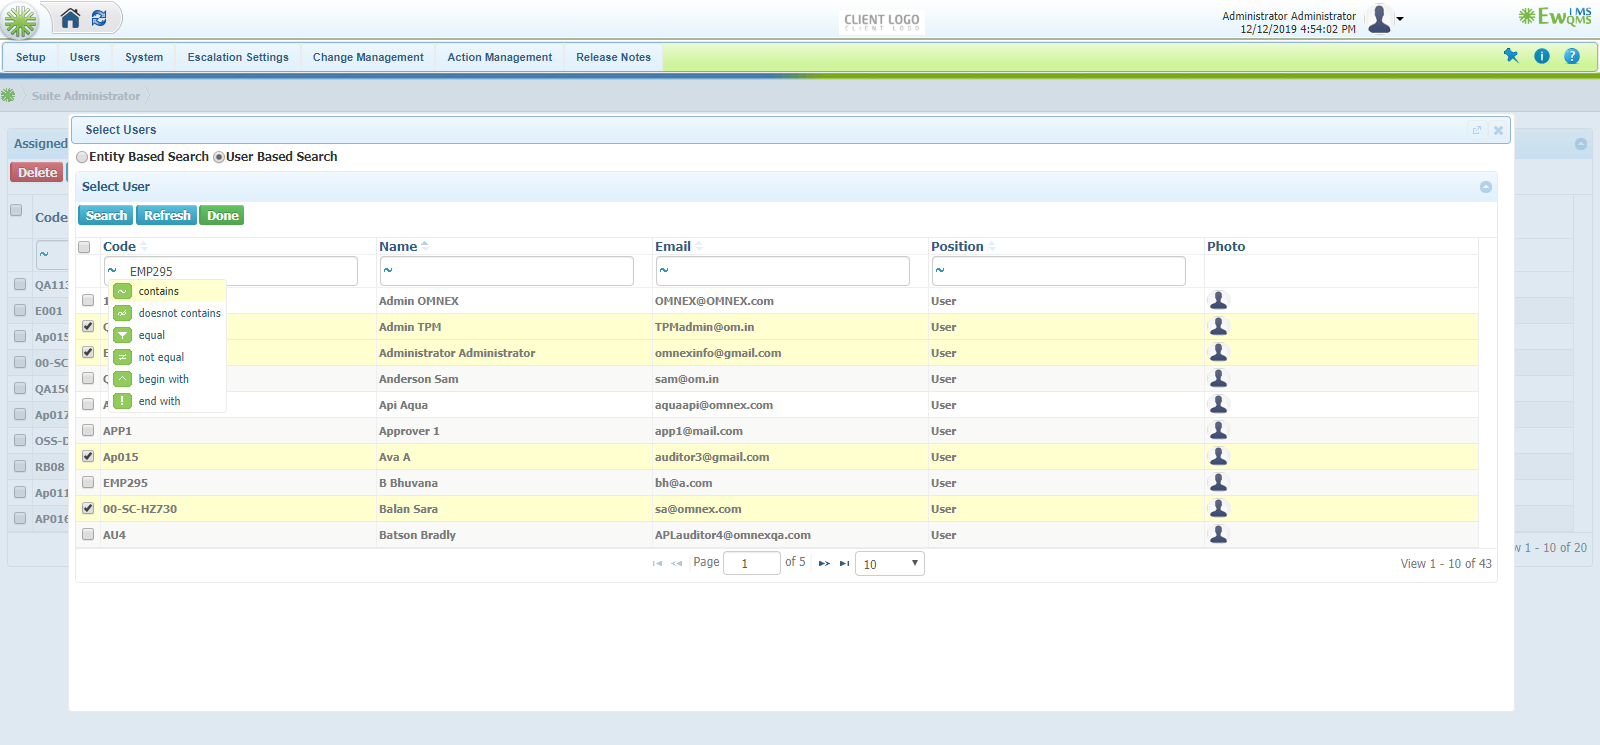 CLIENT LOGO
CLIENT LOGO
Administrator Administrator
12/12/2019 4:54:02 PM
EwQMS
IMS
Setup Users System Escalation Settings Change Management Action Management Release Notes
Suite Administrator
Assigned
Delete
Code
~
QA113
E001
Ap015
00-SC
QA150
Ap017
OSS-D
RB08
Ap011
AP016
Select Users
Entity Based Search User Based Search
Select User
Search Refresh Done
Code Name Email Position Photo
~ EMP295 ~ ~ ~
contains
doesnot contains
equal
not equal
begin with
end with
1 Admin OMNEX OMNEX@OMNEX.com User
Q Admin TPM TPMadmin@om.in User
E Administrator Administrator omnexinfo@gmail.com User
Q Anderson Sam sam@om.in User
A Api Aqua aquaapi@omnex.com User
APP1 Approver 1 app1@mail.com User
Ap015 Ava A auditor3@gmail.com User
EMP295 B Bhuvana bh@a.com User
00-SC-HZ730 Balan Sara sa@omnex.com User
AU4 Batson Bradly APLauditor4@omnexqa.com User
Page 1 of 5 10 View 1 - 10 of 43
w 1 - 10 of 20